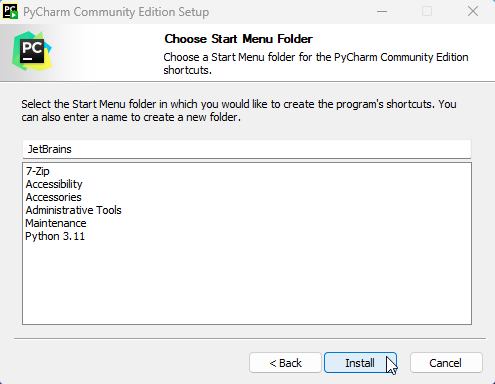 PC
PyCharm Community Edition Setup
PC
Choose Start Menu Folder
Choose a Start Menu folder for the PyCharm Community Edition
shortcuts.
Select the Start Menu folder in which you would like to create the program's shortcuts. You
can also enter a name to create a new folder.
JetBrains
7-Zip
Accessibility
Accessories
Administrative Tools
Maintenance
Python 3.11
< Back
Install
Cancel